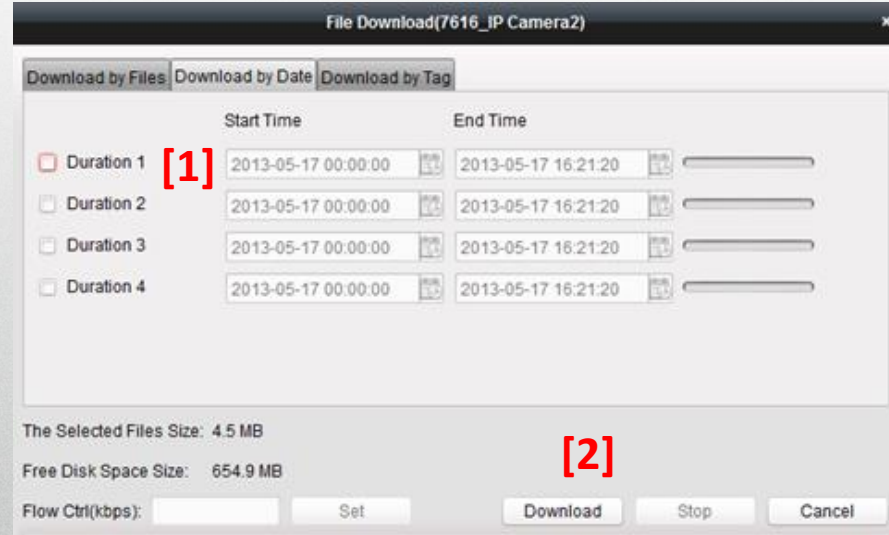 File Download(7616_IP Camera2)
Download by Files Download by Date Download by Tag
Start Time End Time
Duration 1 [1] 2013-05-17 00:00:00 2013-05-17 16:21:20
Duration 2 2013-05-17 00:00:00 2013-05-17 16:21:20
Duration 3 2013-05-17 00:00:00 2013-05-17 16:21:20
Duration 4 2013-05-17 00:00:00 2013-05-17 16:21:20
The Selected Files Size: 4.5 MB
[2]
Free Disk Space Size: 654.9 MB
Flow Ctrl(kbps): Set Download Stop Cancel